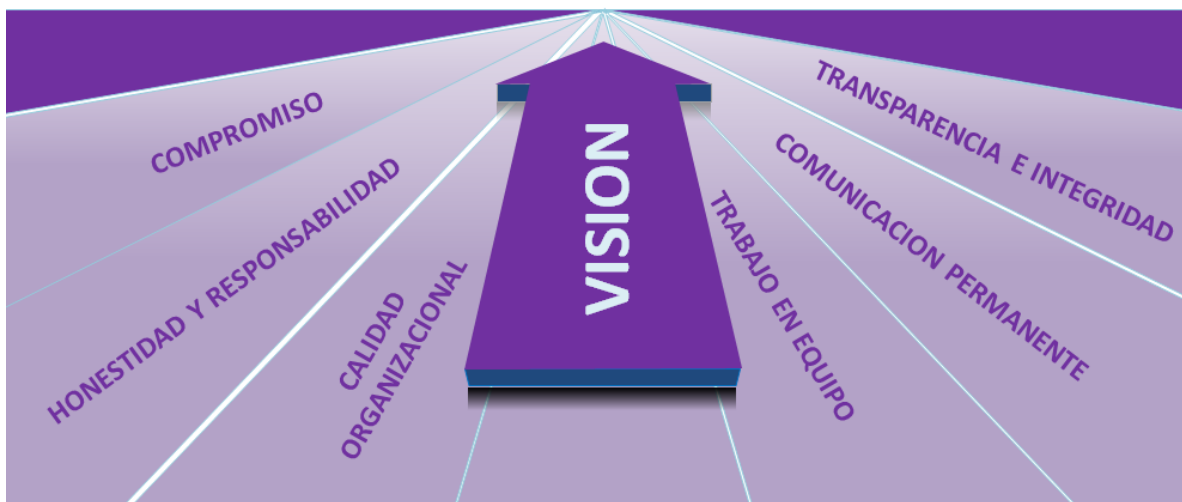 COMPROMISO
HONESTIDAD Y RESPONSABILIDAD
CALIDAD
ORGANIZACIONAL
VISION
TRABAJO EN EQUIPO
COMUNICACION PERMANENTE
TRANSPARENCIA E INTEGRIDAD